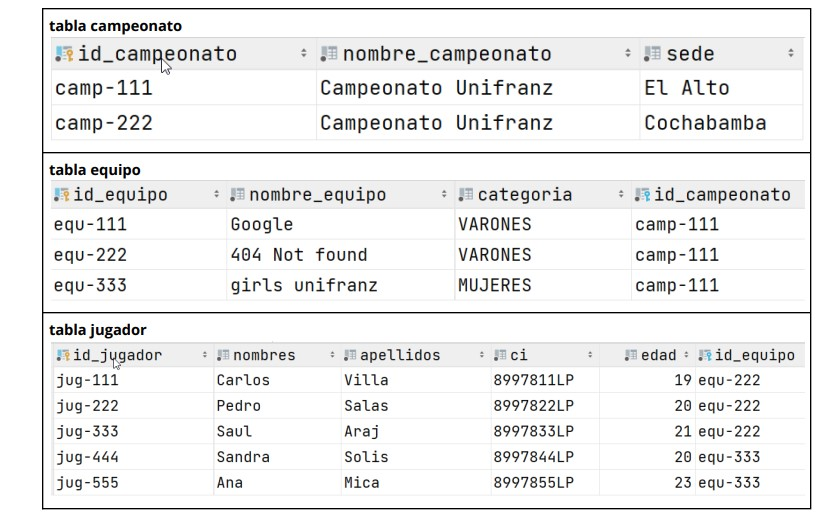 tabla campeonato
id_campeonato nombre_campeonato sede
camp-111 Campeonato Unifranz El Alto
camp-222 Campeonato Unifranz Cochabamba
tabla equipo
id_equipo nombre_equipo categoria id_campeonato
equ-111 Google VARONES camp-111
equ-222 404 Not found VARONES camp-111
equ-333 girls unifranz MUJERES camp-111
tabla jugador
id_jugador nombres apellidos ci edad id_equipo
jug-111 Carlos Villa 8997811LP 19 equ-222
jug-222 Pedro Salas 8997822LP 20 equ-222
jug-333 Saul Araj 8997833LP 21 equ-222
jug-444 Sandra Solis 8997844LP 20 equ-333
jug-555 Ana Mica 8997855LP 23 equ-333